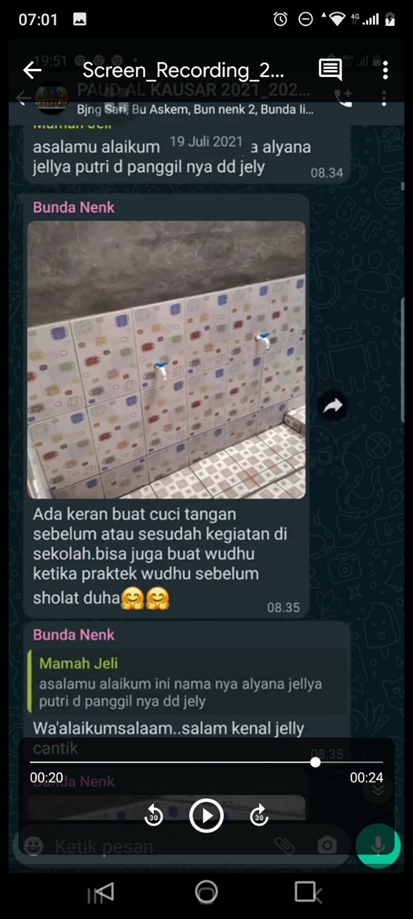 07:01
4G
19:51
Screen_Recording_2...
PAUD AL KAUSAR 2021_202...
Bjng Sari, Bu Askem, Bun nenk 2, Bunda li...
Mamah Jeli
19 Juli 2021
asalamu alaikum a alyana
jellya putri d panggil nya dd jely
08.34
Bunda Nenk
Ada keran buat cuci tangan
sebelum atau sesudah kegiatan di
sekolah.bisa juga buat wudhu
ketika praktek wudhu sebelum
sholat duha🤗🤗
08.35
Bunda Nenk
Mamah Jeli
asalamu alaikum ini nama nya alyana jellya
putri d panggil nya dd jely
Wa'alaikumsalaam..salam kenal jelly
cantik
08.35
00:20
00:24
Bunda Nenk
30
30
Ketik pesan